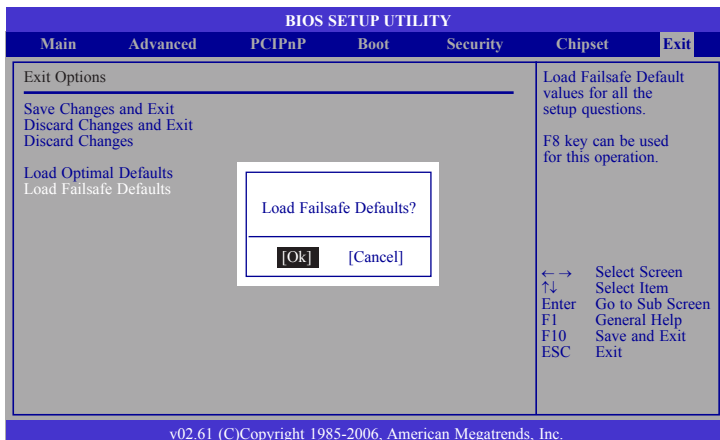 BIOS SETUP UTILITY
Main Advanced PCIPnP Boot Security Chipset Exit
Exit Options
Save Changes and Exit
Discard Changes and Exit
Discard Changes
Load Optimal Defaults
Load Failsafe Defaults
Load Failsafe Defaults?
[Ok] [Cancel]
Load Failsafe Default
values for all the
setup questions.
F8 key can be used
for this operation.
←→ Select Screen
↑↓ Select Item
Enter Go to Sub Screen
F1 General Help
F10 Save and Exit
ESC Exit
v02.61 (C)Copyright 1985-2006, American Megatrends, Inc.